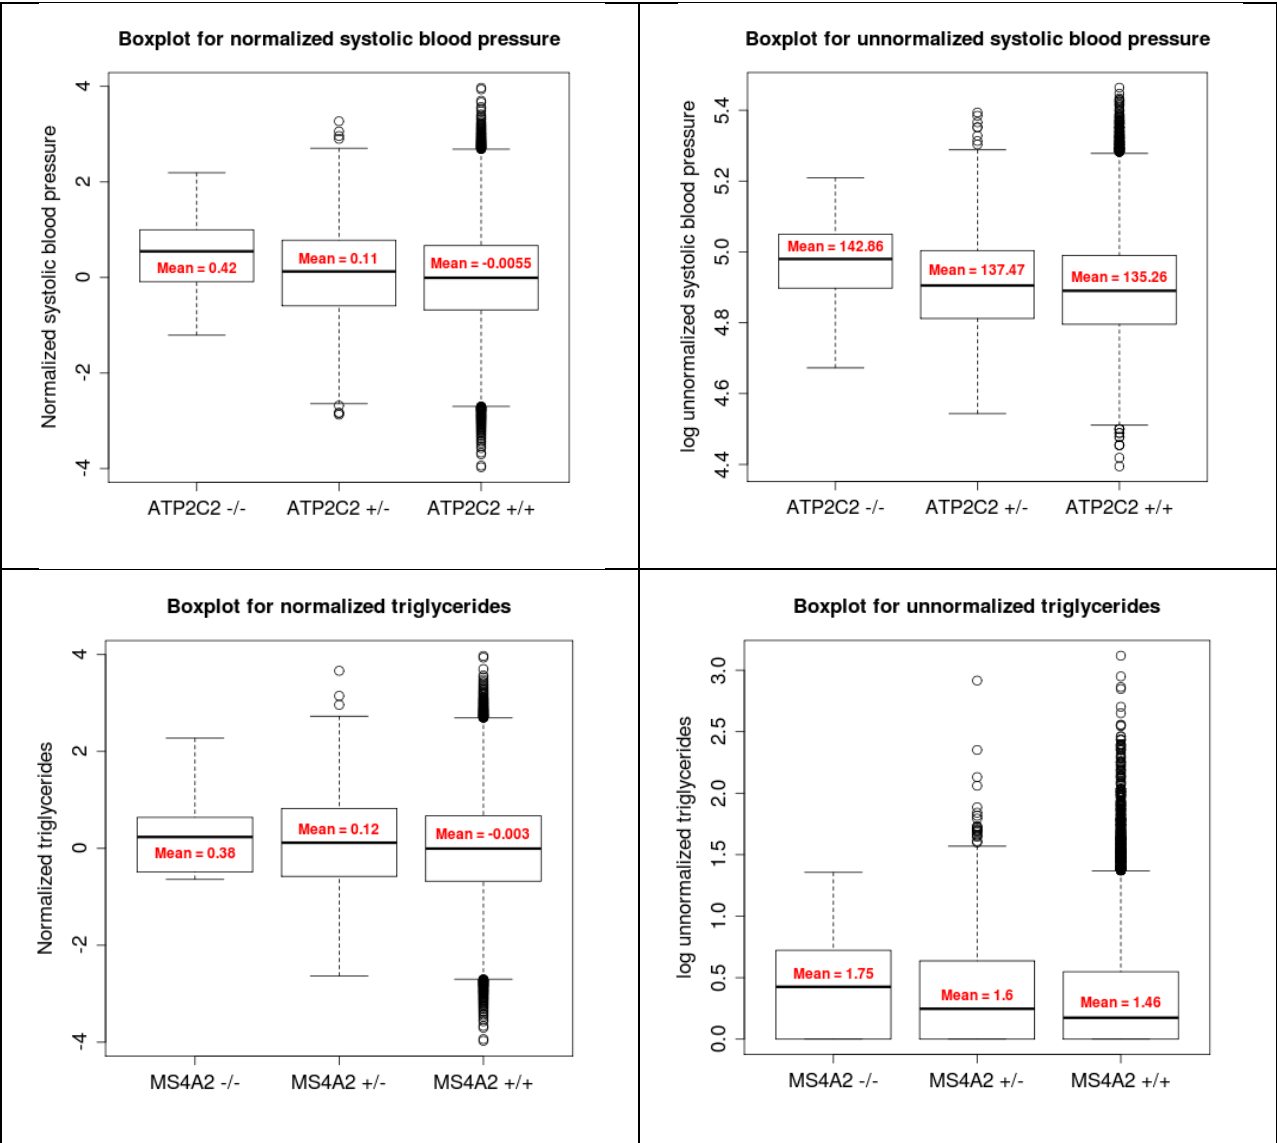 Boxplot for normalized systolic blood pressure
Normalized systolic blood pressure
4
2
0
-2
-4
Mean = 0.42
Mean = 0.11
Mean = -0.0055
ATP2C2 -/-
ATP2C2 +/-
ATP2C2 +/+
Boxplot for unnormalized systolic blood pressure
log unnormalized systolic blood pressure
5.4
5.2
5.0
4.8
4.6
4.4
Mean = 142.86
Mean = 137.47
Mean = 135.26
ATP2C2 -/-
ATP2C2 +/-
ATP2C2 +/+
Boxplot for normalized triglycerides
Normalized triglycerides
4
2
0
-2
-4
Mean = 0.38
Mean = 0.12
Mean = -0.003
MS4A2 -/-
MS4A2 +/-
MS4A2 +/+
Boxplot for unnormalized triglycerides
log unnormalized triglycerides
3.0
2.5
2.0
1.5
1.0
0.5
0.0
Mean = 1.75
Mean = 1.6
Mean = 1.46
MS4A2 -/-
MS4A2 +/-
MS4A2 +/+